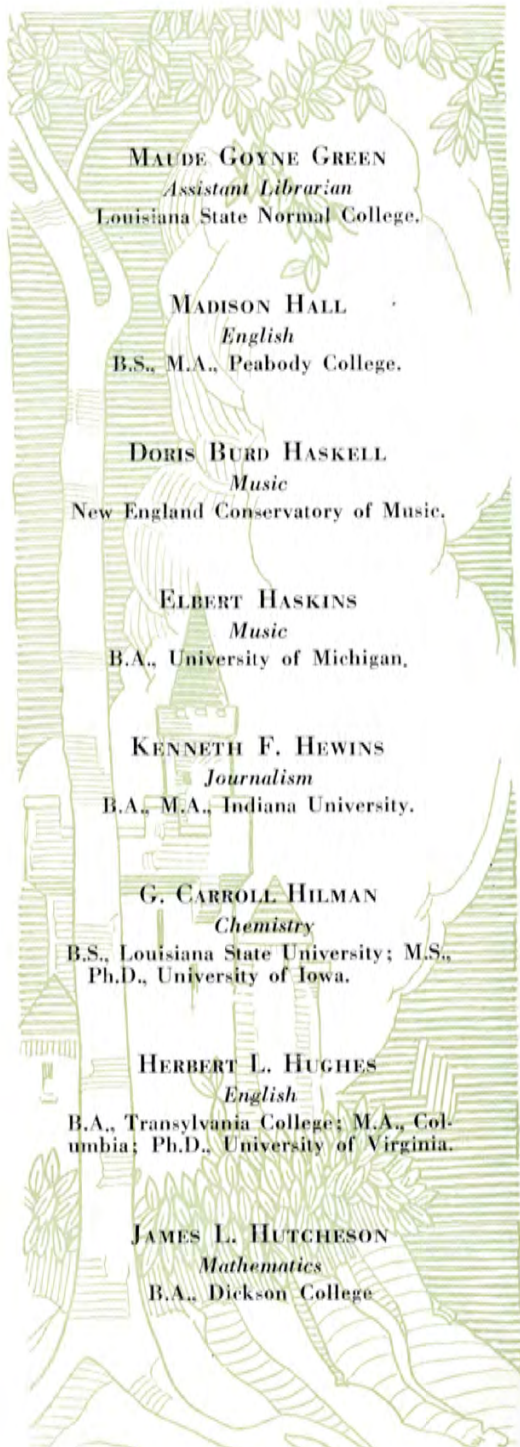 MAUDE GOYNE GREEN
Assistant Librarian
Louisiana State Normal College.
MADISON HALL
English
B.S., M.A., Peabody College.
DORIS BURD HASKELL
Music
New England Conservatory of Music.
ELBERT HASKINS
Music
B.A., University of Michigan.
KENNETH F. HEWINS
Journalism
B.A., M.A., Indiana University.
G. CARROLL HILMAN
Chemistry
B.S., Louisiana State University; M.S.,
Ph.D., University of Iowa.
HERBERT L. HUGHES
English
B.A., Transylvania College; M.A., Col-
umbia; Ph.D., University of Virginia.
JAMES L. HUTCHESON
Mathematics
B.A., Dickson College